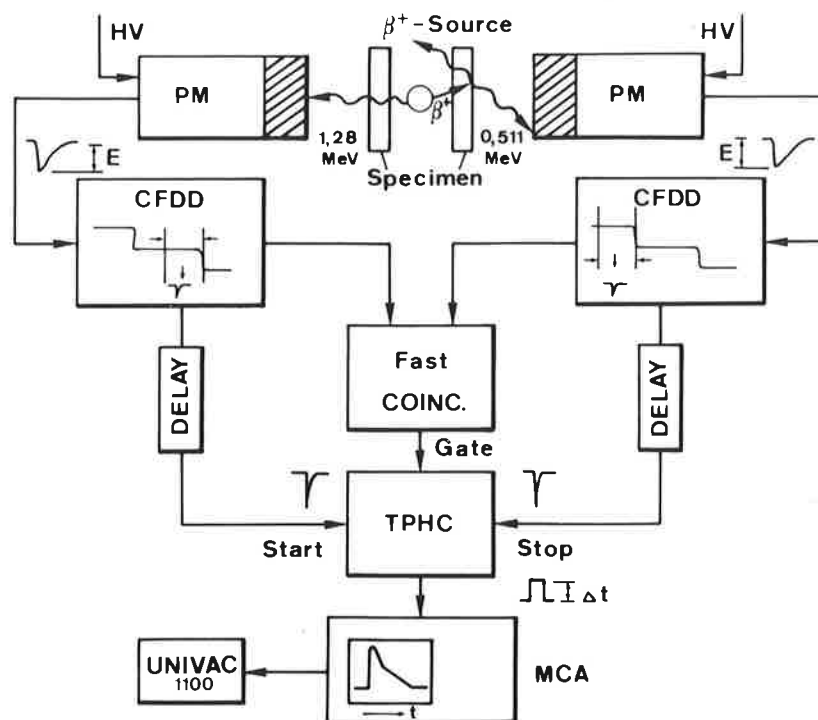 HV
β+-Source
HV
PM
β+
PM
1,28
MeV
0,511
MeV
E
Specimen
E
CFDD
CFDD
DELAY
Fast
COINC.
DELAY
Gate
TPHC
Start
Stop
Δt
UNIVAC
1100
MCA
t